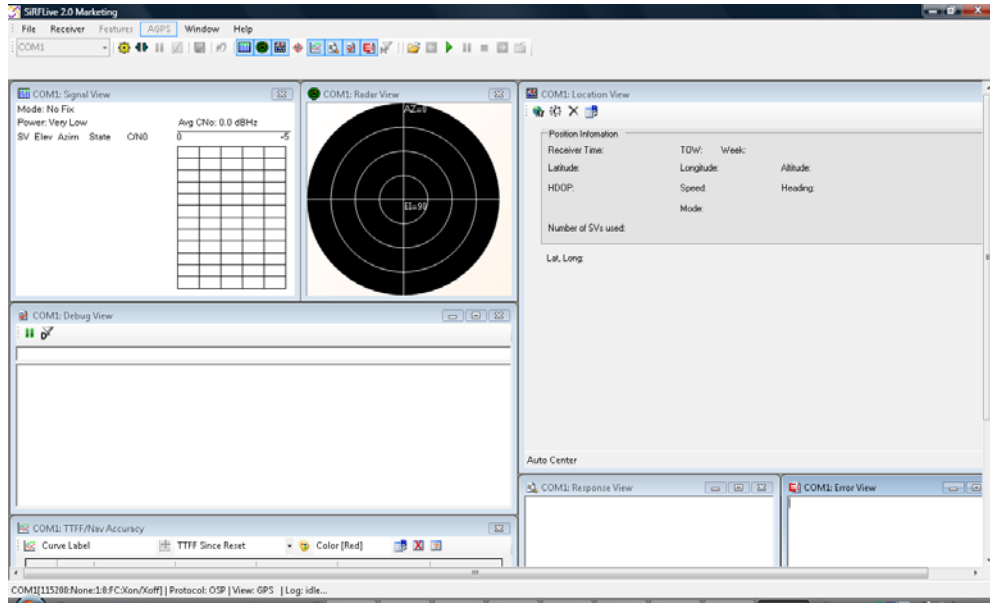 SiRFLive 2.0 Marketing
File Receiver Features AGPS Window Help
COM1
COM1: Signal View
Mode: No Fix
Power: Very Low Avg CNo: 0.0 dBHz
SV Elev Azim State C/N0 0 -5
COM1: Radar View
AZ=0
El=90
COM1: Location View
Position Infomation
Receiver Time: TOW: Week:
Latitude: Longitude: Altitude:
HDOP: Speed: Heading:
Mode:
Number of SVs used:
Lat, Long:
Auto Center
COM1: Debug View
D
COM1: Response View
COM1: Error View
COM1: TTFF/Nav Accuracy
Curve Label TTFF Since Reset Color [Red]
COM1[115200:None:1:8:FC:Xon/Xoff] | Protocol: OSP | View: GPS | Log: idle...